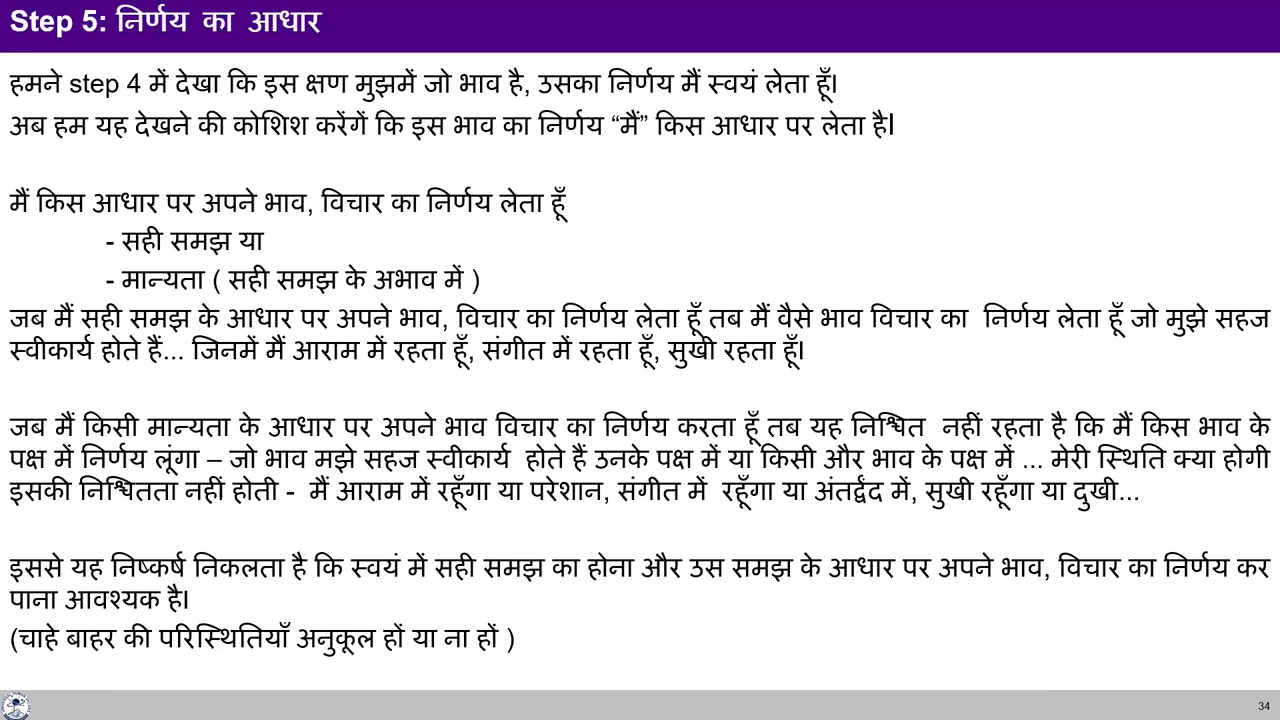 Step 5: निर्णय का आधार
हमने step 4 में देखा कि इस क्षण मुझमें जो भाव है, उसका निर्णय मैं स्वयं लेता हूँ।
अब हम यह देखने की कोशिश करेंगें कि इस भाव का निर्णय “मैं” किस आधार पर लेता है।
मैं किस आधार पर अपने भाव, विचार का निर्णय लेता हूँ
- सही समझ या
- मान्यता ( सही समझ के अभाव में )
जब मैं सही समझ के आधार पर अपने भाव, विचार का निर्णय लेता हूँ तब मैं वैसे भाव विचार का निर्णय लेता हूँ जो मुझे सहज
स्वीकार्य होते हैं... जिनमें मैं आराम में रहता हूँ, संगीत में रहता हूँ, सुखी रहता हूँ।
जब मैं किसी मान्यता के आधार पर अपने भाव विचार का निर्णय करता हूँ तब यह निश्चित नहीं रहता है कि मैं किस भाव के
पक्ष में निर्णय लूंगा – जो भाव मझे सहज स्वीकार्य होते हैं उनके पक्ष में या किसी और भाव के पक्ष में ... मेरी स्थिति क्या होगी
इसकी निश्चितता नहीं होती - मैं आराम में रहूँगा या परेशान, संगीत में रहूँगा या अंतर्द्वंद में, सुखी रहूँगा या दुखी...
इससे यह निष्कर्ष निकलता है कि स्वयं में सही समझ का होना और उस समझ के आधार पर अपने भाव, विचार का निर्णय कर
पाना आवश्यक है।
(चाहे बाहर की परिस्थितियाँ अनुकूल हों या ना हों )
34